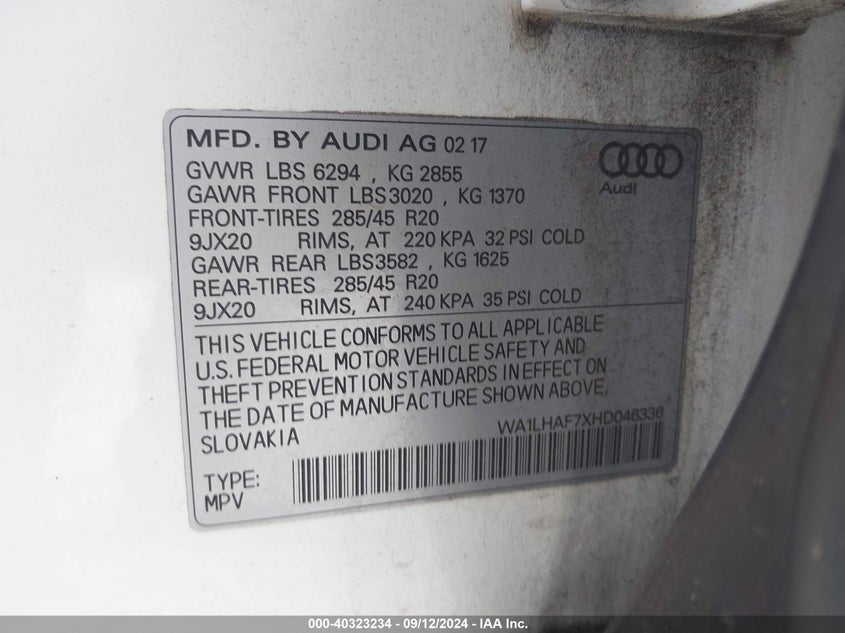 MFD. BY AUDI AG 02 17
GVWR LBS 6294 , KG 2855
GAWR FRONT LBS3020 , KG 1370
FRONT-TIRES 285/45 R20
9JX20 RIMS, AT 220 KPA 32 PSI COLD
GAWR REAR LBS3582 , KG 1625
REAR-TIRES 285/45 R20
9JX20 RIMS, AT 240 KPA 35 PSI COLD
Audi
THIS VEHICLE CONFORMS TO ALL APPLICABLE
U.S. FEDERAL MOTOR VEHICLE SAFETY AND
THEFT PREVENTION STANDARDS IN EFFECT ON
THE DATE OF MANUFACTURE SHOWN ABOVE,
SLOVAKIA
WA1LHAF7XHD046336
TYPE:
MPV
000-40323234 - 09/12/2024 - IAAI.COM